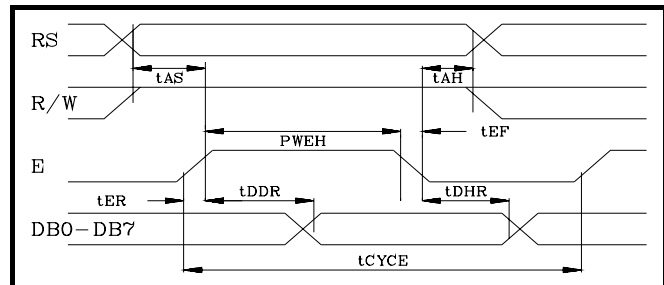 RS
tAS
tAH
R/W
PWEH
tEF
E
tER
tDDR
tDHR
DB0-DB7
tCYCE